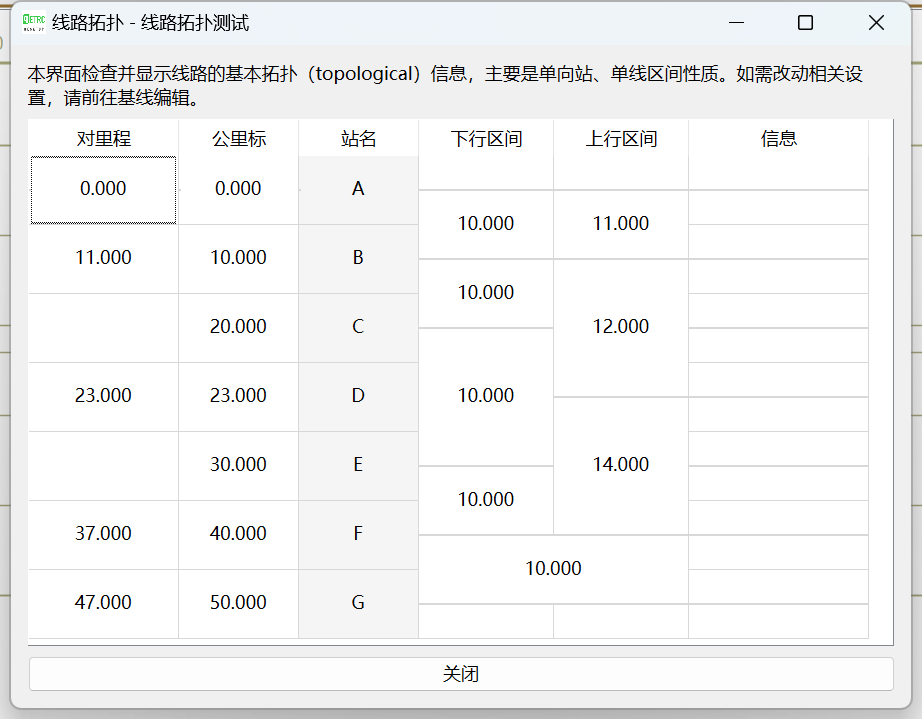 线路拓扑 - 线路拓扑测试
本界面检查并显示线路的基本拓扑（topological）信息，主要是单向站、单线区间性质。如需改动相关设
置，请前往基线编辑。
对里程 公里标 站名 下行区间 上行区间 信息
0.000 0.000 A
10.000 11.000
11.000 10.000 B
10.000
20.000 C 12.000
23.000 23.000 D 10.000
30.000 E 14.000
10.000
37.000 40.000 F
10.000
47.000 50.000 G
关闭